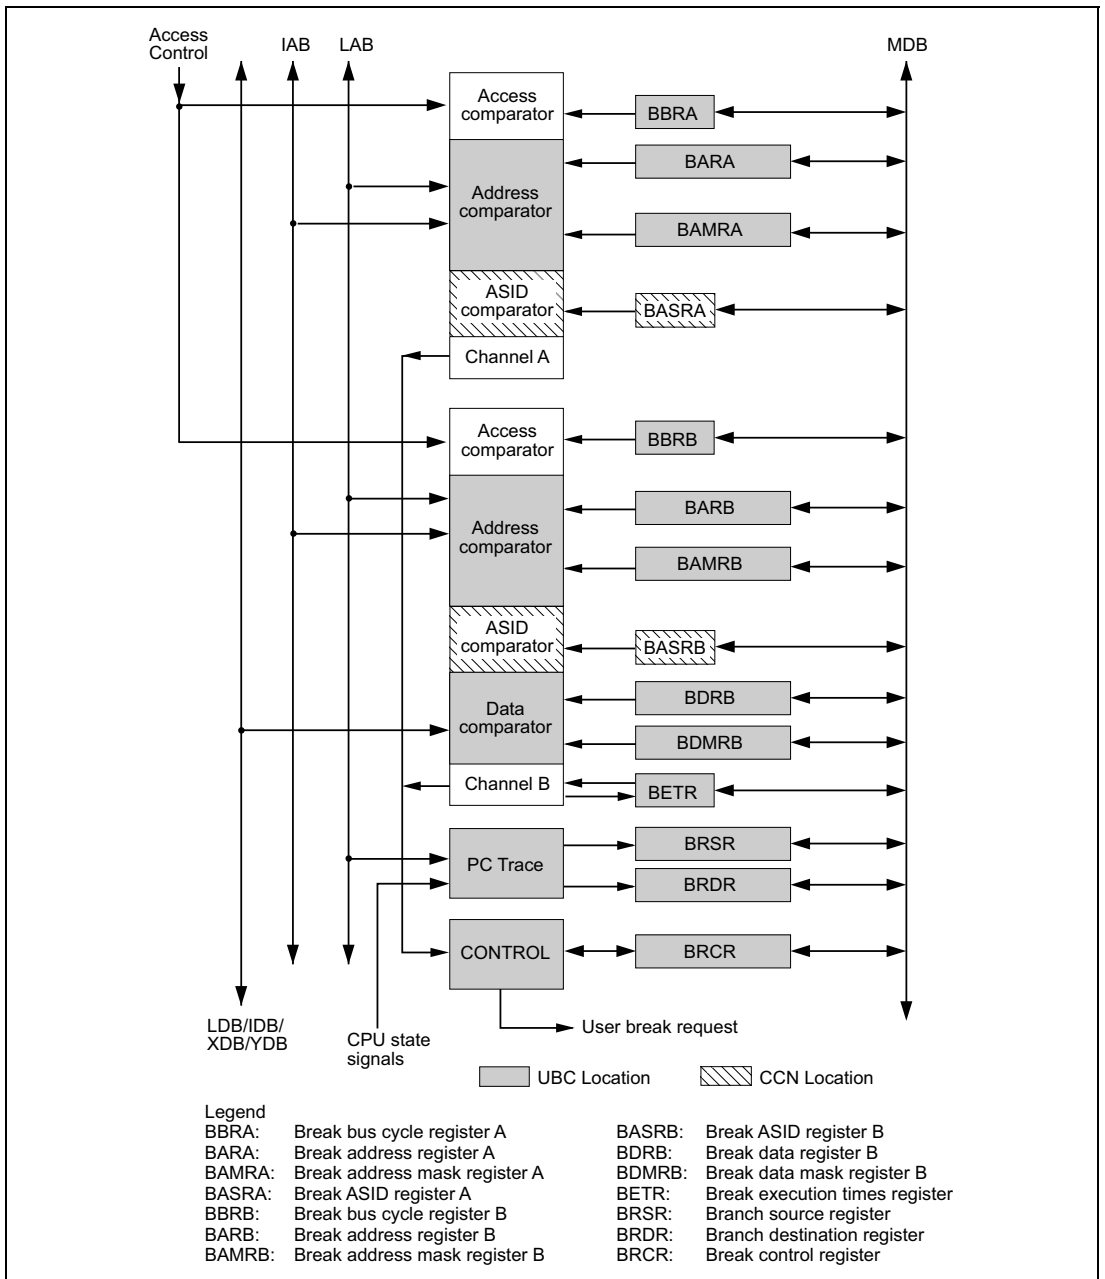 Access
Control
IAB
LAB
MDB
Access
comparator
BBRA
BARA
Address
comparator
BAMRA
ASID
comparator
BASRA
Channel A
Access
comparator
BBRB
BARB
Address
comparator
BAMRB
ASID
comparator
BASRB
BDRB
Data
comparator
BDMRB
Channel B
BETR
BRSR
PC Trace
BRDR
CONTROL
BRCR
LDB/IDB/
XDB/YDB
CPU state
signals
User break request
UBC Location
CCN Location
Legend
BBRA: Break bus cycle register A
BARA: Break address register A
BAMRA: Break address mask register A
BASRA: Break ASID register A
BBRB: Break bus cycle register B
BARB: Break address register B
BAMRB: Break address mask register B
BASRB: Break ASID register B
BDRB: Break data register B
BDMRB: Break data mask register B
BETR: Break execution times register
BRSR: Branch source register
BRDR: Branch destination register
BRCR: Break control register